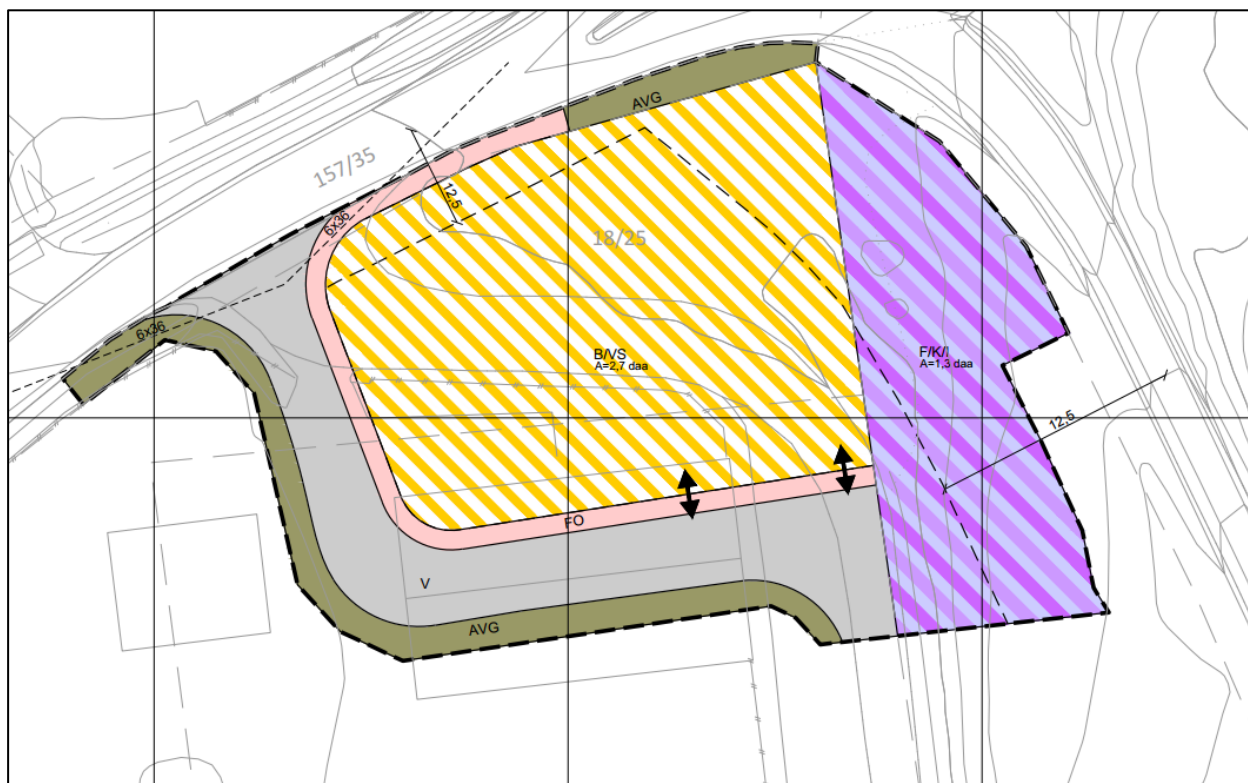 AVG
157/35
12,5
6x36
18/25
6x36
B/VS
A=2,7 daa
F/K/I
A=1,3 daa
12,5
FO
V
AVG